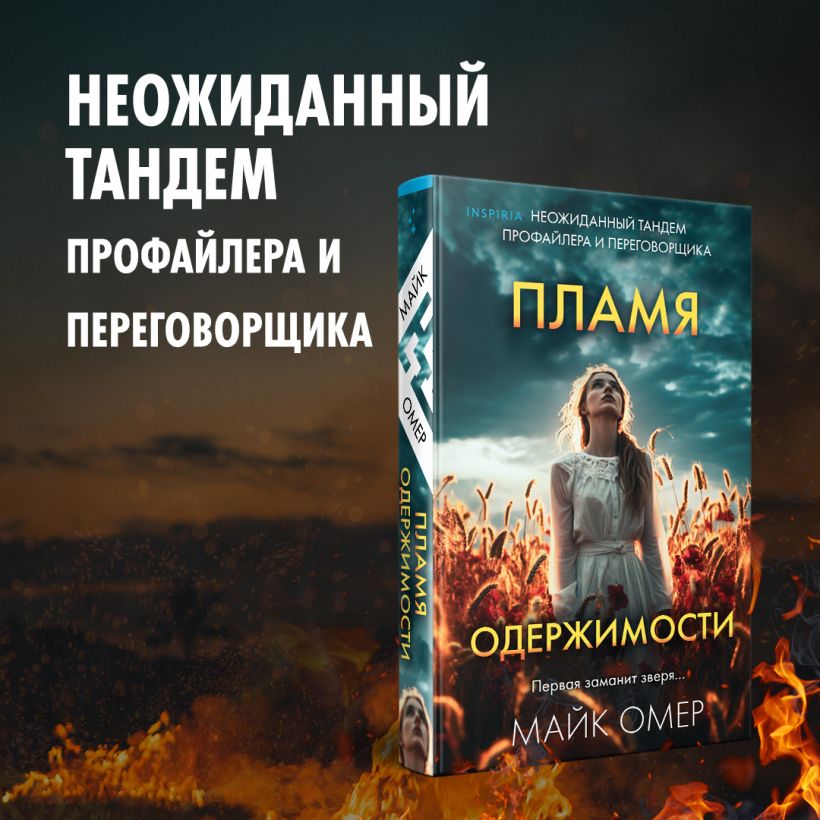 НЕОЖИДАННЫЙ
ТАНДЕМ
ПРОФАЙЛЕРА И
ПЕРЕГОВОРЩИКА
INSPIRIA НЕОЖИДАННЫЙ ТАНДЕМ
ПРОФАЙЛЕРА И ПЕРЕГОВОРЩИКА
ПЛАМЯ
ОДЕРЖИМОСТИ
Первая заманит зверя...
МАЙК ОМЕР
МАЙК
ОМЕР
ПЛАМЯ
ОДЕРЖИМОСТИ